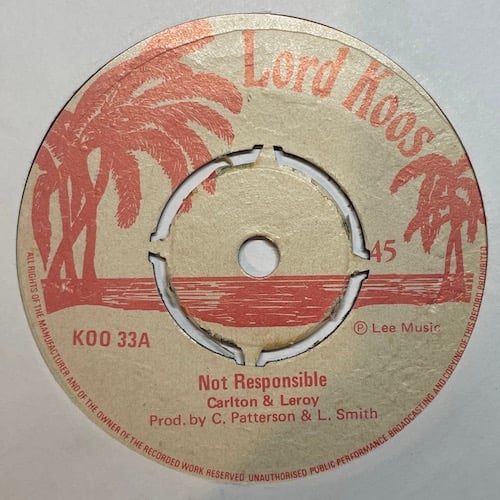 Lord Koos
45
KOO 33A
Ⓟ Lee Music
Not Responsible
Carlton & Leroy
Prod. by C. Patterson & L. Smith
ALL RIGHTS OF THE MANUFACTURER AND OF THE OWNER OF THE RECORDED WORK RESERVED UNAUTHORISED PUBLIC PERFORMANCE BROADCASTING AND COPYING OF THIS RECORD PROHIBITED